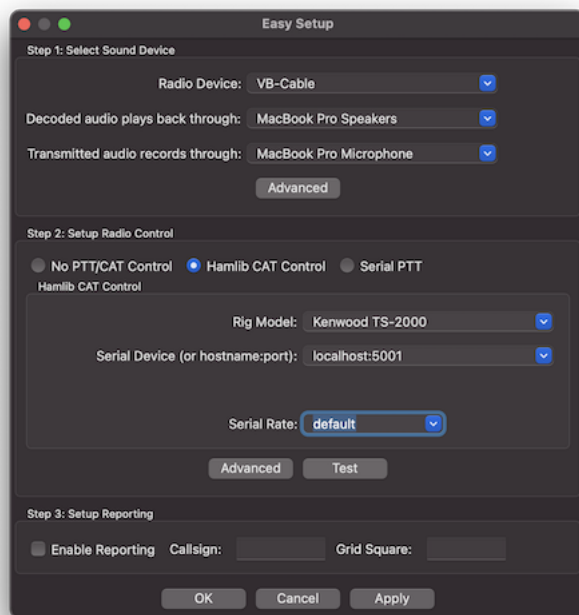 Easy Setup
Step 1: Select Sound Device
Radio Device: VB-Cable
Decoded audio plays back through: MacBook Pro Speakers
Transmitted audio records through: MacBook Pro Microphone
Advanced
Step 2: Setup Radio Control
No PTT/CAT Control Hamlib CAT Control Serial PTT
Hamlib CAT Control
Rig Model: Kenwood TS-2000
Serial Device (or hostname:port): localhost:5001
Serial Rate: default
Advanced Test
Step 3: Setup Reporting
Enable Reporting Callsign: Grid Square:
OK Cancel Apply